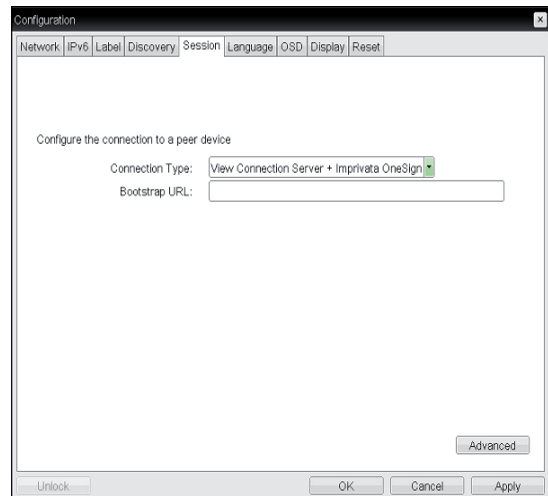 Configuration
Network IPv6 Label Discovery Session Language OSD Display Reset
Configure the connection to a peer device
Connection Type: View Connection Server + Imprivata OneSign
Bootstrap URL:
Advanced
Unlock OK Cancel Apply